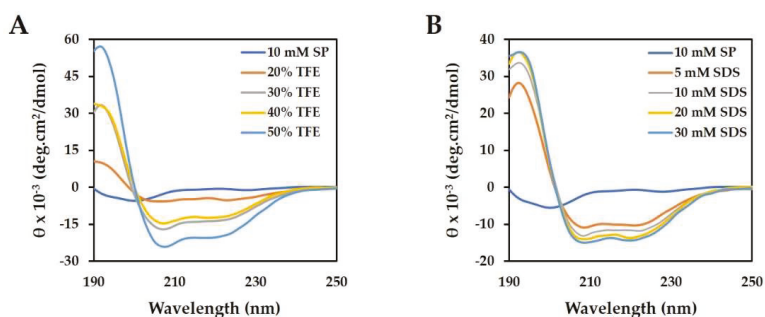 A
B
θ x 10⁻³ (deg.cm²/dmol)
60
45
30
15
0
-15
-30
10 mM SP
20% TFE
30% TFE
40% TFE
50% TFE
190
210
230
250
Wavelength (nm)
θ x 10⁻³ (deg.cm²/dmol)
40
30
20
10
0
-10
-20
10 mM SP
5 mM SDS
10 mM SDS
20 mM SDS
30 mM SDS
190
210
230
250
Wavelength (nm)